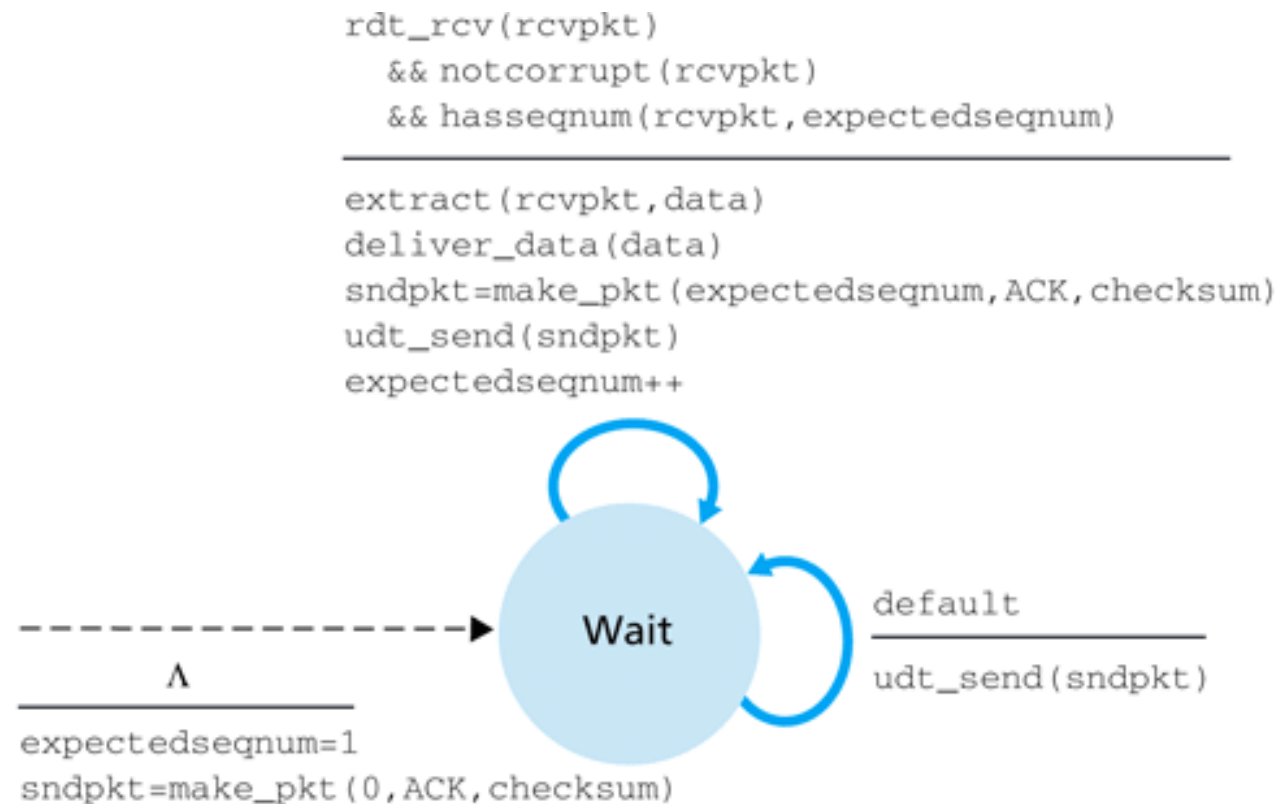 rdt_rcv(rcvpkt)
&& notcorrupt(rcvpkt)
&& hasseqnum(rcvpkt,expectedseqnum)
extract(rcvpkt,data)
deliver_data(data)
sndpkt=make_pkt(expectedseqnum,ACK,checksum)
udt_send(sndpkt)
expectedseqnum++
Wait
default
udt_send(sndpkt)
Λ
expectedseqnum=1
sndpkt=make_pkt(0,ACK,checksum)